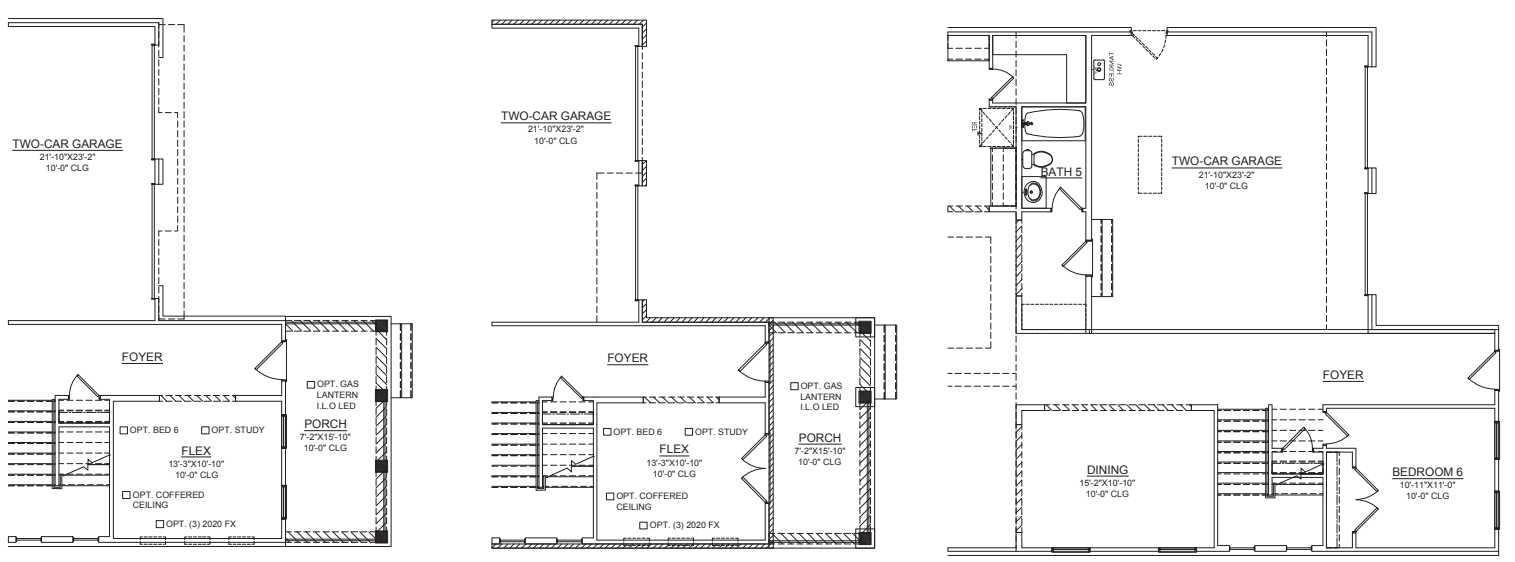 TWO-CAR GARAGE
21'-10"X23'-2"
10'-0" CLG
FOYER
OPT. GAS
LANTERN
I.L.O LED
PORCH
7'-2"X15'-10"
10'-0" CLG
OPT. BED 6
OPT. STUDY
FLEX
13'-3"X10'-10"
10'-0" CLG
OPT. COFFERED
CEILING
OPT. (3) 2020 FX
TWO-CAR GARAGE
21'-10"X23'-2"
10'-0" CLG
FOYER
OPT. GAS
LANTERN
I.L.O LED
PORCH
7'-2"X15'-10"
10'-0" CLG
OPT. BED 6
OPT. STUDY
FLEX
13'-3"X10'-10"
10'-0" CLG
OPT. COFFERED
CEILING
OPT. (3) 2020 FX
TANKLESS
WH
REF
BATH 5
TWO-CAR GARAGE
21'-10"X23'-2"
10'-0" CLG
FOYER
DINING
15'-2"X10'-10"
10'-0" CLG
BEDROOM 6
10'-11"X11'-0"
10'-0" CLG